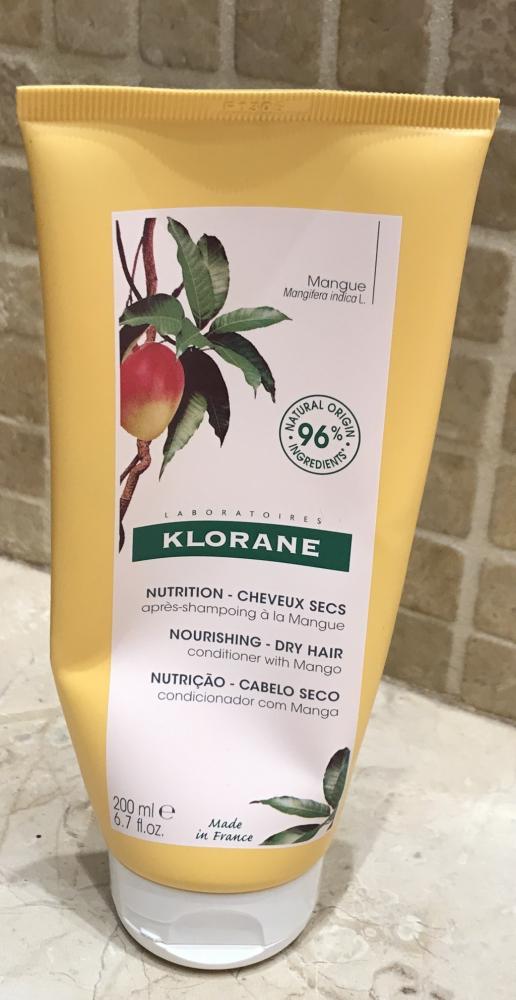 Mangue
Mangifera indica L.
NATURAL ORIGIN
96%
INGREDIENTS*
LABORATOIRES
KLORANE
NUTRITION - CHEVEUX SECS
après-shampoing à la Mangue
NOURISHING - DRY HAIR
conditioner with Mango
NUTRIÇÃO - CABELO SECO
condicionador com Manga
200 ml e
6.7 fl.oz.
Made
in France